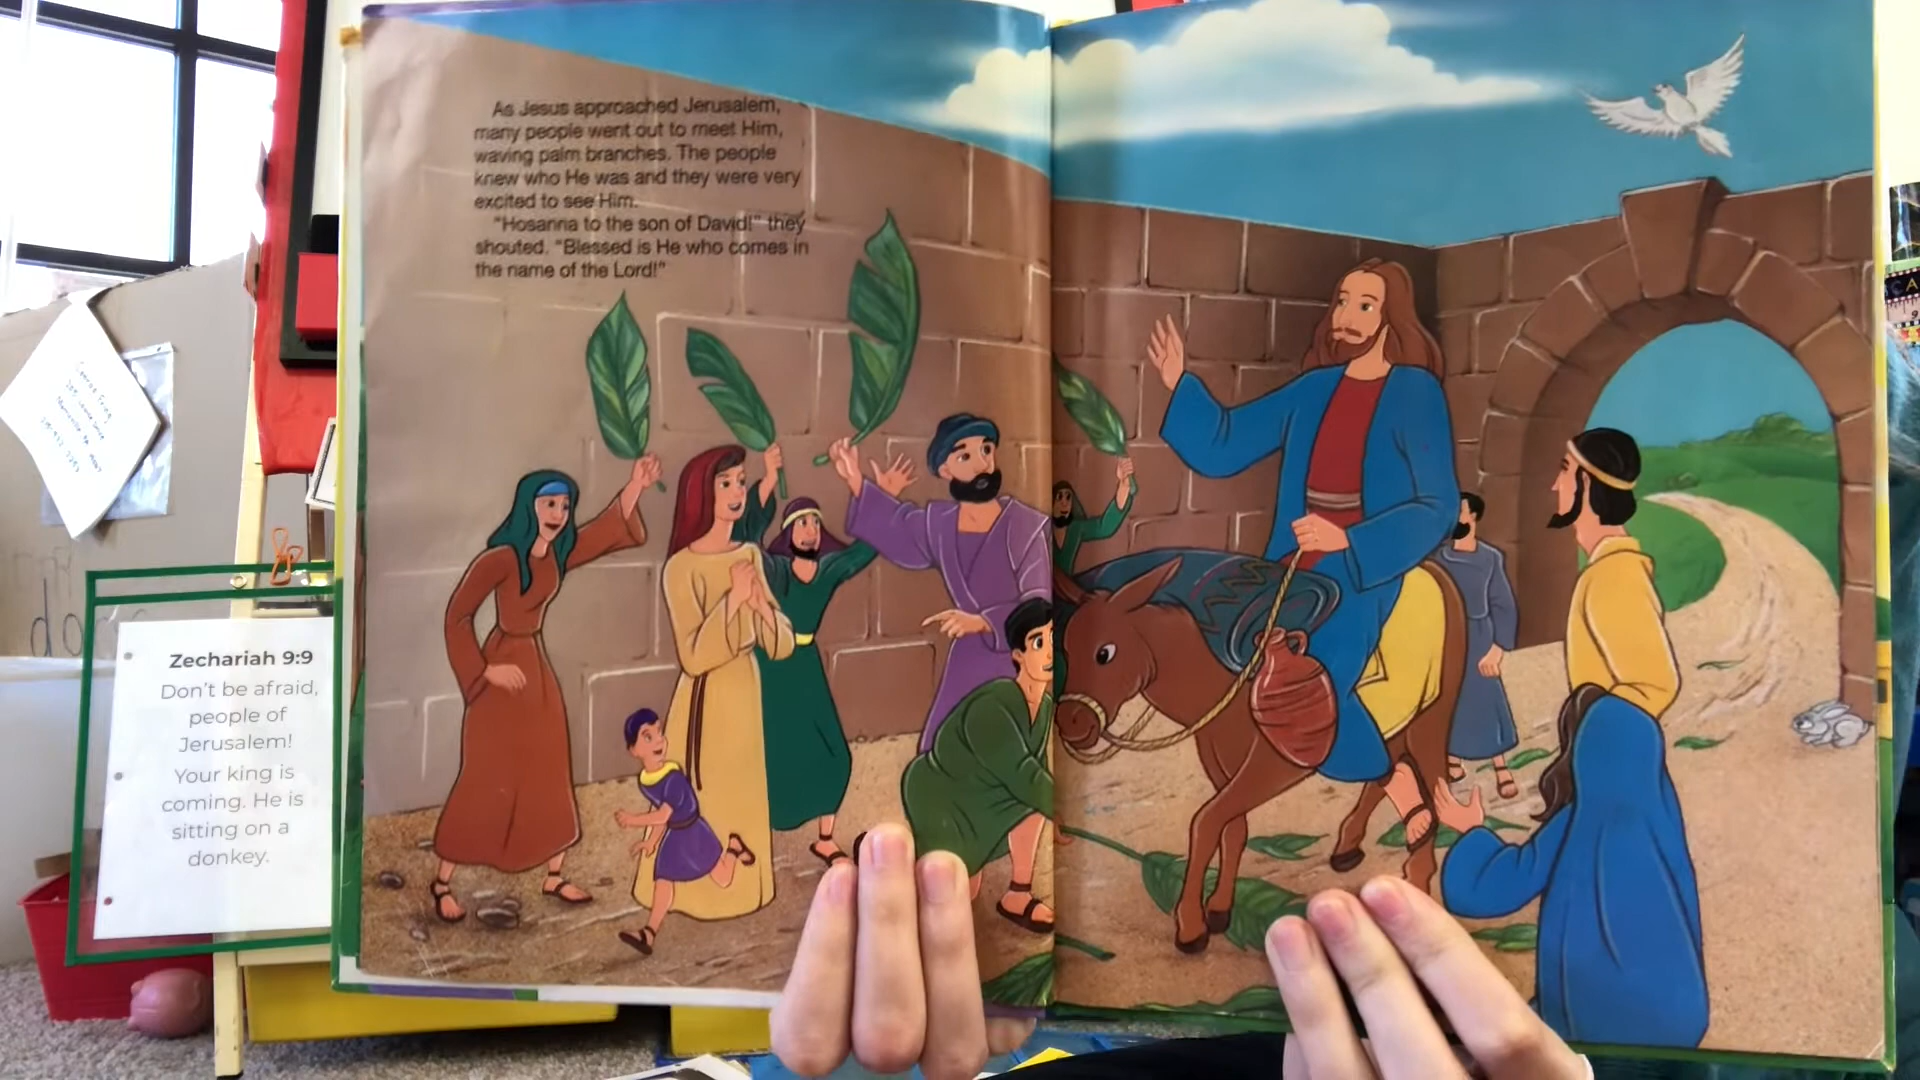 As Jesus approached Jerusalem,
many people went out to meet Him,
waving palm branches. The people
knew who He was and they were very
excited to see Him.
"Hosanna to the son of David!" they
shouted. "Blessed is He who comes in
the name of the Lord!"
Zechariah 9:9
Don't be afraid,
people of
Jerusalem!
Your king is
coming. He is
sitting on a
donkey.